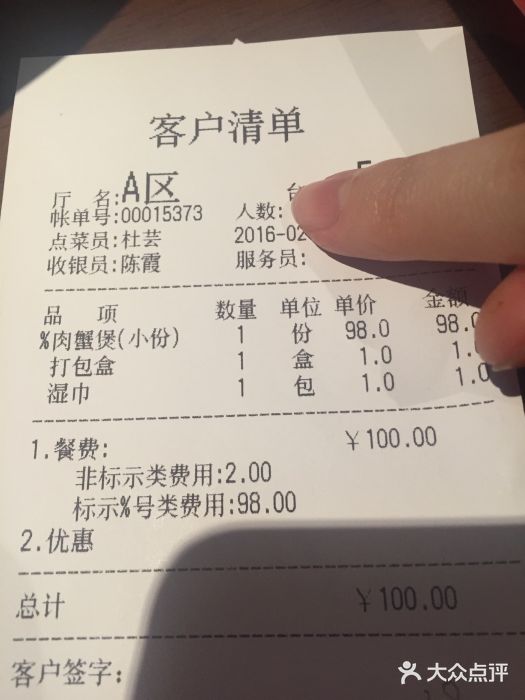 客户清单
厅 名:A区
帐单号:00015373 人数:
点菜员:杜芸 2016-02
收银员:陈霞 服务员:
品 项 数量 单位 单价 金额
%肉蟹煲(小份) 1 份 98.0 98.
打包盒 1 盒 1.0 1.
湿巾 1 包 1.0 1.0
1.餐费: ￥100.00
非标示类费用:2.00
标示%号类费用:98.00
2.优惠
总计 ￥100.00
客户签字:
大众点评